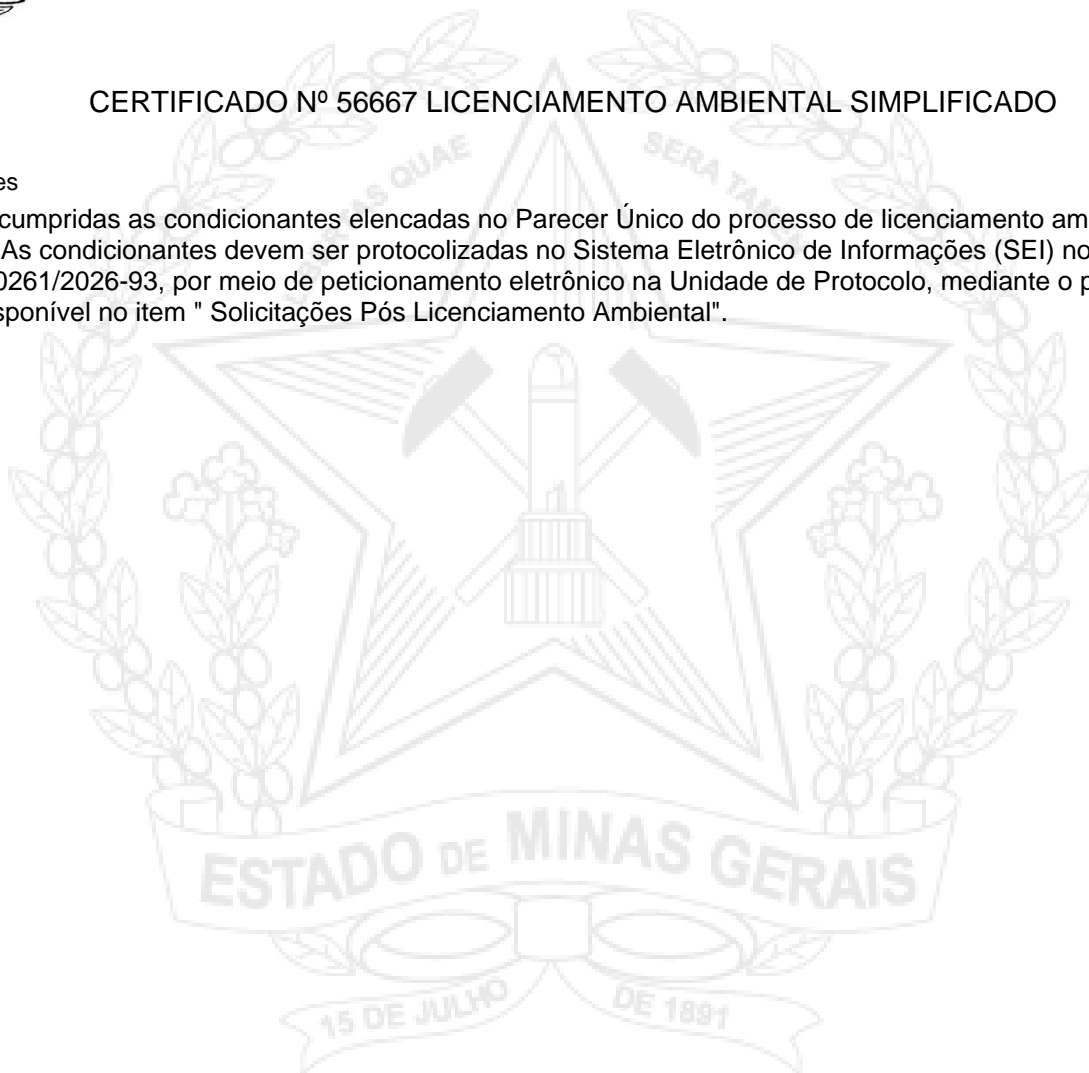 CERTIFICADO Nº 56667 LICENCIAMENTO AMBIENTAL SIMPLIFICADO
es
cumpridas as condicionantes elencadas no Parecer Único do processo de licenciamento am
As condicionantes devem ser protocolizadas no Sistema Eletrônico de Informações (SEI) no
0261/2026-93, por meio de peticionamento eletrônico na Unidade de Protocolo, mediante o p
sponível no item " Solicitações Pós Licenciamento Ambiental".
QUAE SERA TAMEN
ESTADO DE MINAS GERAIS
15 DE JULHO DE 1891